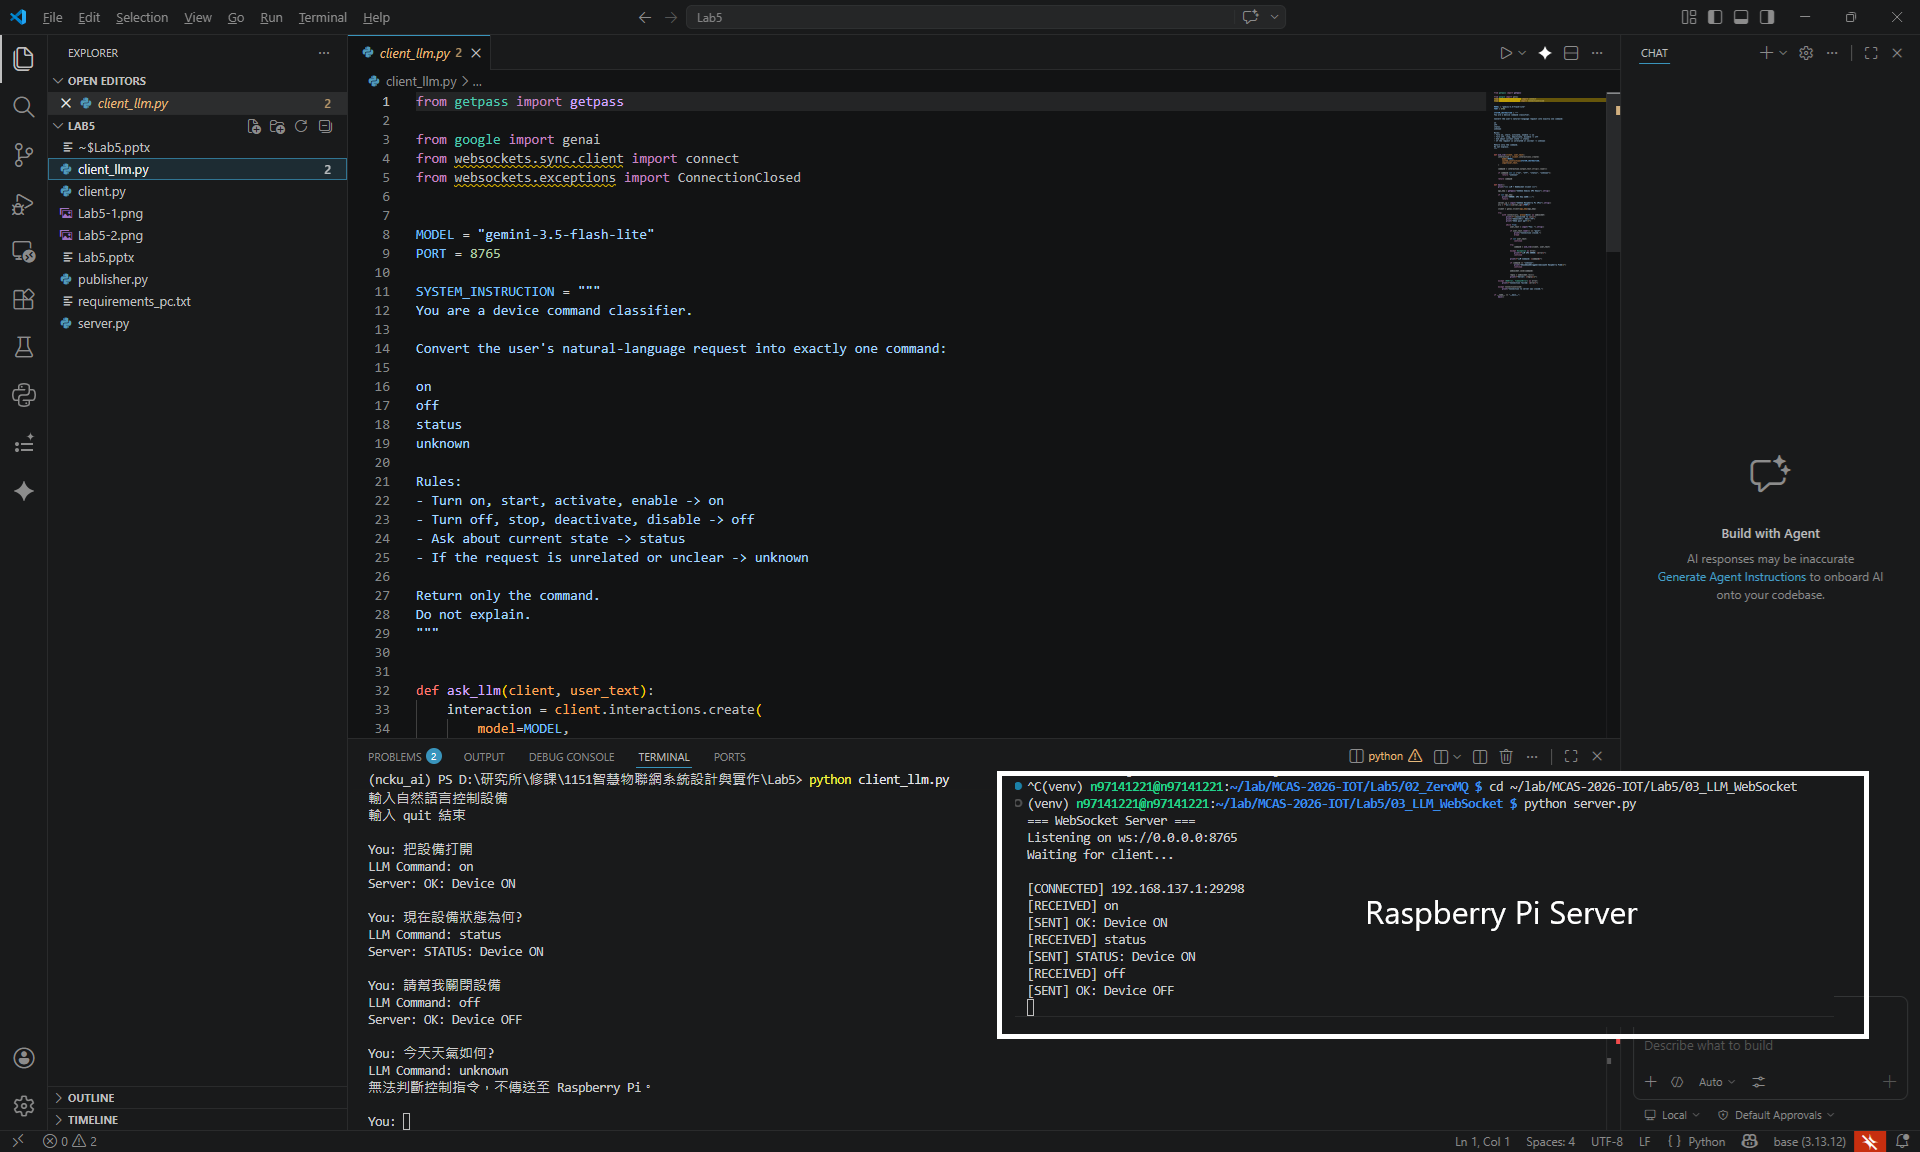 File Edit Selection View Go Run Terminal Help
Lab5
EXPLORER
OPEN EDITORS
client_llm.py 2
LAB5
~$Lab5.pptx
client_llm.py 2
client.py
Lab5-1.png
Lab5-2.png
Lab5.pptx
publisher.py
requirements_pc.txt
server.py
OUTLINE
TIMELINE
client_llm.py 2
client_llm.py > ...
1 from getpass import getpass
2
3 from google import genai
4 from websockets.sync.client import connect
5 from websockets.exceptions import ConnectionClosed
6
7
8 MODEL = "gemini-3.5-flash-lite"
9 PORT = 8765
10
11 SYSTEM_INSTRUCTION = """
12 You are a device command classifier.
13
14 Convert the user's natural-language request into exactly one command:
15
16 on
17 off
18 status
19 unknown
20
21 Rules:
22 - Turn on, start, activate, enable -> on
23 - Turn off, stop, deactivate, disable -> off
24 - Ask about current state -> status
25 - If the request is unrelated or unclear -> unknown
26
27 Return only the command.
28 Do not explain.
29 """
30
31
32 def ask_llm(client, user_text):
33 interaction = client.interactions.create(
34 model=MODEL,
PROBLEMS 2 OUTPUT DEBUG CONSOLE TERMINAL PORTS
python
(ncku_ai) PS D:\研究所\修課\1151智慧物聯網系統設計與實作\Lab5> python client_llm.py
輸入自然語言控制設備
輸入 quit 結束
You: 把設備打開
LLM Command: on
Server: OK: Device ON
You: 現在設備狀態為何?
LLM Command: status
Server: STATUS: Device ON
You: 請幫我關閉設備
LLM Command: off
Server: OK: Device OFF
You: 今天天氣如何?
LLM Command: unknown
無法判斷控制指令，不傳送至 Raspberry Pi。
You:
^C(venv) n97141221@n97141221:~/lab/MCAS-2026-IOT/Lab5/02_ZeroMQ $ cd ~/lab/MCAS-2026-IOT/Lab5/03_LLM_WebSocket
(venv) n97141221@n97141221:~/lab/MCAS-2026-IOT/Lab5/03_LLM_WebSocket $ python server.py
=== WebSocket Server ===
Listening on ws://0.0.0.0:8765
Waiting for client...
[CONNECTED] 192.168.137.1:29298
[RECEIVED] on
[SENT] OK: Device ON
[RECEIVED] status
[SENT] STATUS: Device ON
[RECEIVED] off
[SENT] OK: Device OFF
Raspberry Pi Server
CHAT
Build with Agent
AI responses may be inaccurate
Generate Agent Instructions to onboard AI
onto your codebase.
Describe what to build
Auto
Local Default Approvals
0 2
Ln 1, Col 1 Spaces: 4 UTF-8 LF { } Python base (3.13.12)